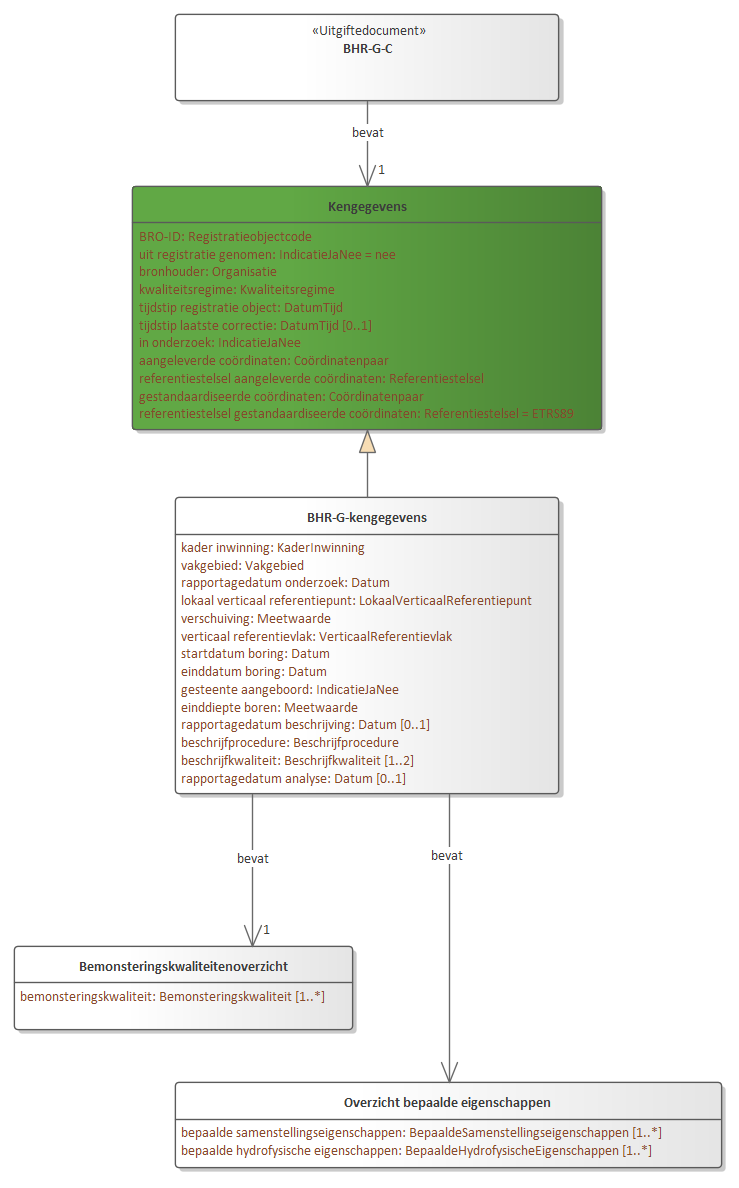 «Uitgiftedocument»
BHR-G-C
bevat
1
Kengegevens
BRO-ID: Registratieobjectcode
uit registratie genomen: IndicatieJaNee = nee
bronhouder: Organisatie
kwaliteitsregime: Kwaliteitsregime
tijdstip registratie object: DatumTijd
tijdstip laatste correctie: DatumTijd [0..1]
in onderzoek: IndicatieJaNee
aangeleverde coördinaten: Coördinatenpaar
referentiestelsel aangeleverde coördinaten: Referentiestelsel
gestandaardiseerde coördinaten: Coördinatenpaar
referentiestelsel gestandaardiseerde coördinaten: Referentiestelsel = ETRS89
BHR-G-kengegevens
kader inwinning: KaderInwinning
vakgebied: Vakgebied
rapportagedatum onderzoek: Datum
lokaal verticaal referentiepunt: LokaalVerticaalReferentiepunt
verschuiving: Meetwaarde
verticaal referentievlak: VerticaalReferentievlak
startdatum boring: Datum
einddatum boring: Datum
gesteente aangeboord: IndicatieJaNee
einddiepte boren: Meetwaarde
rapportagedatum beschrijving: Datum [0..1]
beschrijfprocedure: Beschrijfprocedure
beschrijfkwaliteit: Beschrijfkwaliteit [1..2]
rapportagedatum analyse: Datum [0..1]
bevat
bevat
1
Bemonsteringskwaliteitenoverzicht
bemonsteringskwaliteit: Bemonsteringskwaliteit [1..*]
Overzicht bepaalde eigenschappen
bepaalde samenstellingseigenschappen: BepaaldeSamenstellingseigenschappen [1..*]
bepaalde hydrofysische eigenschappen: BepaaldeHydrofysischeEigenschappen [1..*]